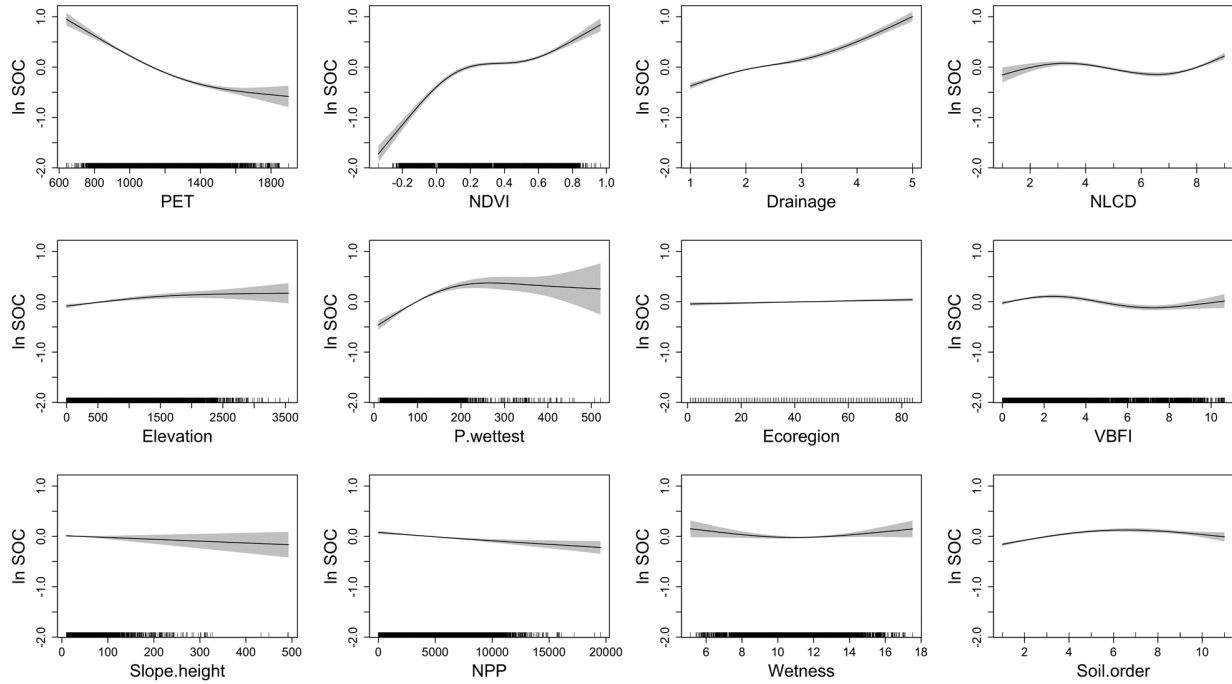 ln SOC
1.0
0.0
-1.0
-2.0
600 800 1000 1400 1800
PET
ln SOC
1.0
0.0
-1.0
-2.0
-0.2 0.0 0.2 0.4 0.6 0.8 1.0
NDVI
ln SOC
1.0
0.0
-1.0
-2.0
1 2 3 4 5
Drainage
ln SOC
1.0
0.0
-1.0
-2.0
2 4 6 8
NLCD
ln SOC
1.0
0.0
-1.0
-2.0
0 500 1500 2500 3500
Elevation
ln SOC
1.0
0.0
-1.0
-2.0
0 100 200 300 400 500
P.wettest
ln SOC
1.0
0.0
-1.0
-2.0
0 20 40 60 80
Ecoregion
ln SOC
1.0
0.0
-1.0
-2.0
0 2 4 6 8 10
VBFI
ln SOC
1.0
0.0
-1.0
-2.0
0 100 200 300 400 500
Slope.height
ln SOC
1.0
0.0
-1.0
-2.0
0 5000 10000 15000 20000
NPP
ln SOC
1.0
0.0
-1.0
-2.0
6 8 10 12 14 16 18
Wetness
ln SOC
1.0
0.0
-1.0
-2.0
2 4 6 8 10
Soil.order